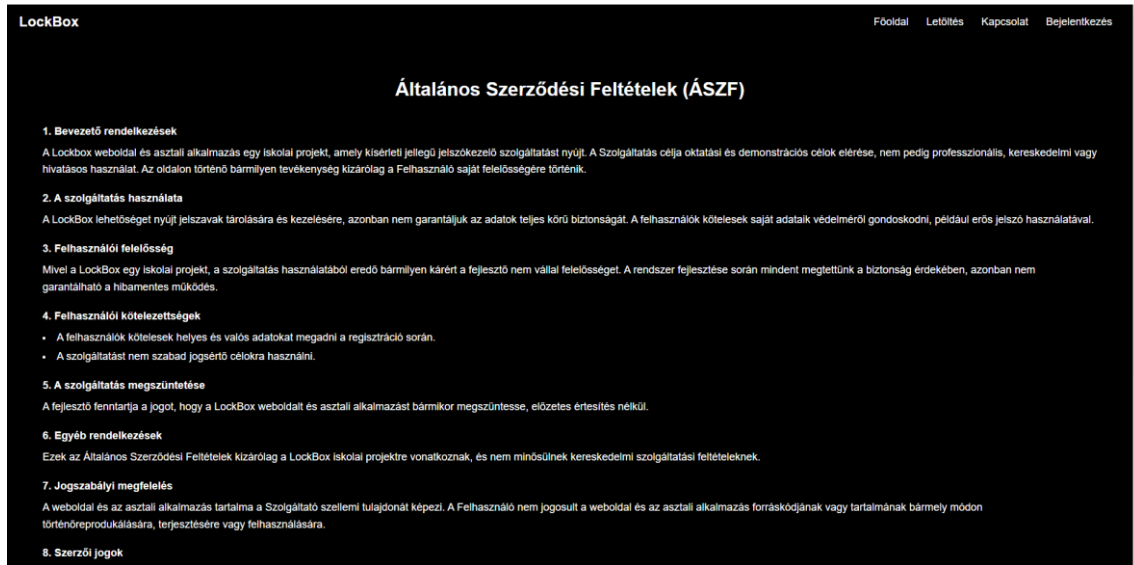 LockBox
Főoldal Letöltés Kapcsolat Bejelentkezés
Általános Szerződési Feltételek (ÁSZF)
1. Bevezető rendelkezések
A Lockbox weboldal és asztali alkalmazás egy iskolai projekt, amely kísérleti jellegű jelszókezelő szolgáltatást nyújt. A Szolgáltatás célja oktatási és demonstrációs célok elérése, nem pedig professzionális, kereskedelmi vagy
hivatásos használat. Az oldalon történő bármilyen tevékenység kizárólag a Felhasználó saját felelősségére történik.
2. A szolgáltatás használata
A LockBox lehetőséget nyújt jelszavak tárolására és kezelésére, azonban nem garantáljuk az adatok teljes körű biztonságát. A felhasználók kötelesek saját adataik védelméről gondoskodni, például erős jelszó használatával.
3. Felhasználói felelősség
Mivel a LockBox egy iskolai projekt, a szolgáltatás használatából eredő bármilyen kárért a fejlesztő nem vállal felelősséget. A rendszer fejlesztése során mindent megtettünk a biztonság érdekében, azonban nem
garantálható a hibamentes működés.
4. Felhasználói kötelezettségek
• A felhasználók kötelesek helyes és valós adatokat megadni a regisztráció során.
• A szolgáltatást nem szabad jogsértő célokra használni.
5. A szolgáltatás megszüntetése
A fejlesztő fenntartja a jogot, hogy a LockBox weboldalt és asztali alkalmazást bármikor megszüntesse, előzetes értesítés nélkül.
6. Egyéb rendelkezések
Ezek az Általános Szerződési Feltételek kizárólag a LockBox iskolai projektre vonatkoznak, és nem minősülnek kereskedelmi szolgáltatási feltételeknek.
7. Jogszabályi megfelelés
A weboldal és az asztali alkalmazás tartalma a Szolgáltató szellemi tulajdonát képezi. A Felhasználó nem jogosult a weboldal és az asztali alkalmazás forráskódjának vagy tartalmának bármely módon
történőreprodukálására, terjesztésére vagy felhasználására.
8. Szerzői jogok